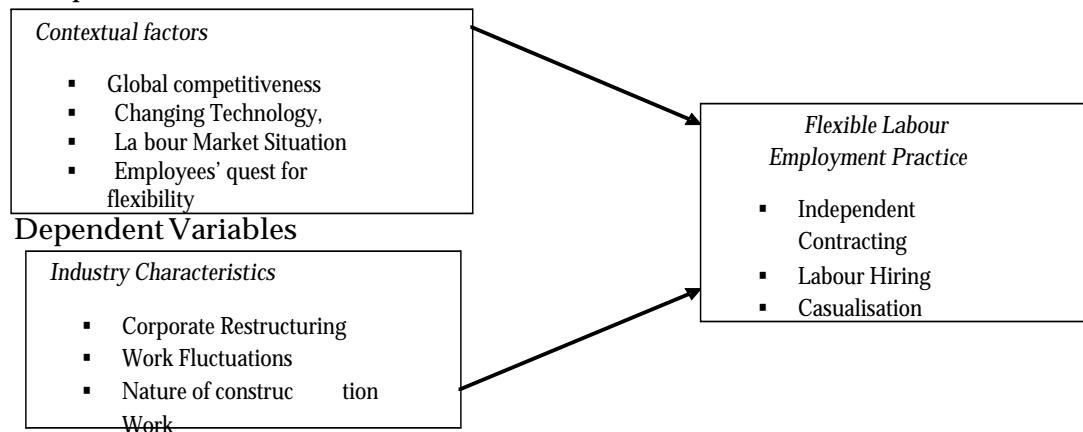 Contextual factors
▪ Global competitiveness
▪ Changing Technology,
▪ La bour Market Situation
▪ Employees’ quest for
flexibility
Dependent Variables
Industry Characteristics
▪ Corporate Restructuring
▪ Work Fluctuations
▪ Nature of construc tion
Work
Flexible Labour
Employment Practice
▪ Independent
Contracting
▪ Labour Hiring
▪ Casualisation